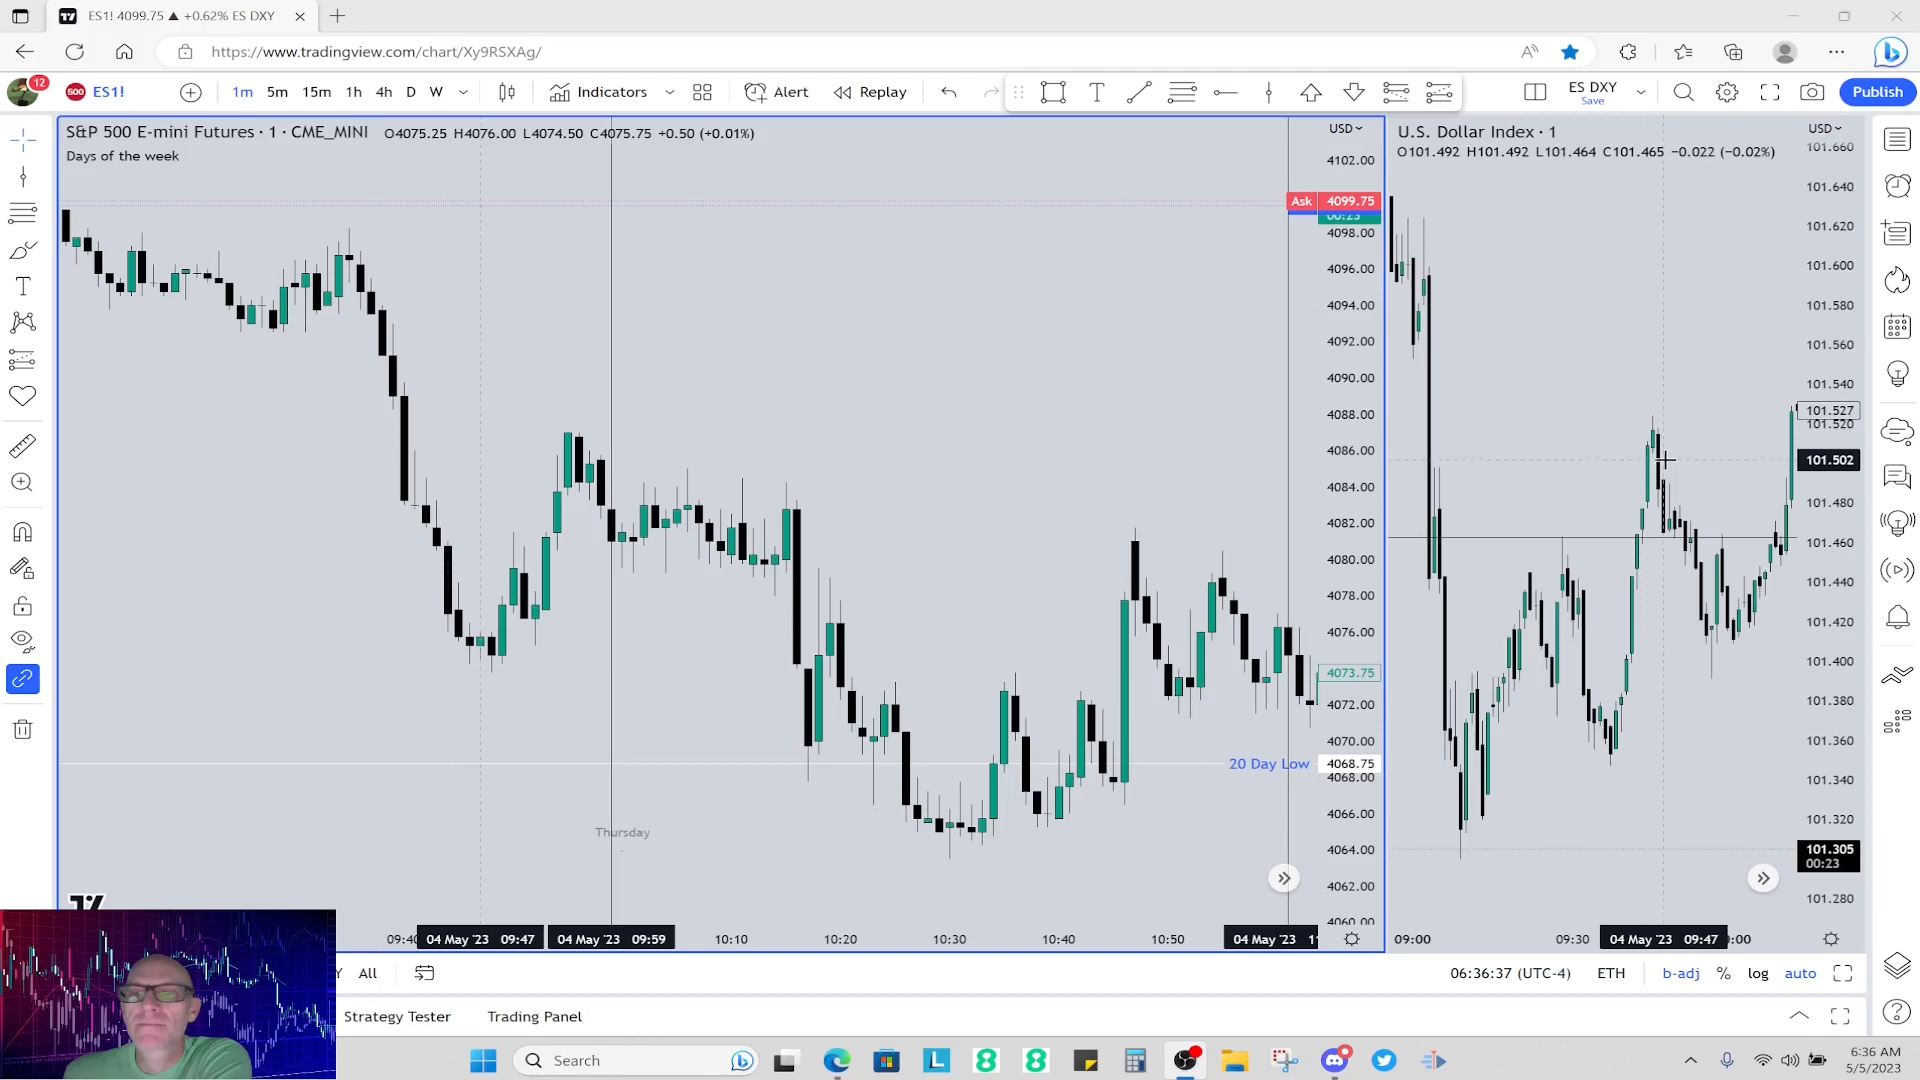 ES1! 4099.75 ▲ +0.62% ES DXY
https://www.tradingview.com/chart/Xy9RSXAg/
12
500 ES1! 1m 5m 15m 1h 4h D W Indicators Alert Replay T ES DXY Save Publish
S&P 500 E-mini Futures · 1 · CME_MINI O4075.25 H4076.00 L4074.50 C4075.75 +0.50 (+0.01%)
Days of the week
USD
4102.00
Ask 4099.75
00:23
4098.00
4096.00
4094.00
4092.00
4090.00
4088.00
4086.00
4084.00
4082.00
4080.00
4078.00
4076.00
4073.75
4072.00
4070.00
20 Day Low 4068.75
4068.00
4066.00
4064.00
4062.00
4060.00
Thursday
09:40 04 May '23 09:47 04 May '23 09:59 10:10 10:20 10:30 10:40 10:50 04 May '23
U.S. Dollar Index · 1
O101.492 H101.492 L101.464 C101.465 −0.022 (−0.02%)
USD
101.660
101.640
101.620
101.600
101.580
101.560
101.540
101.527
101.520
101.502
101.480
101.460
101.440
101.420
101.400
101.380
101.360
101.340
101.320
101.305
00:23
101.280
09:00 09:30 04 May '23 09:47
All
06:36:37 (UTC-4) ETH b-adj % log auto
Strategy Tester Trading Panel
Search
6:36 AM
5/5/2023